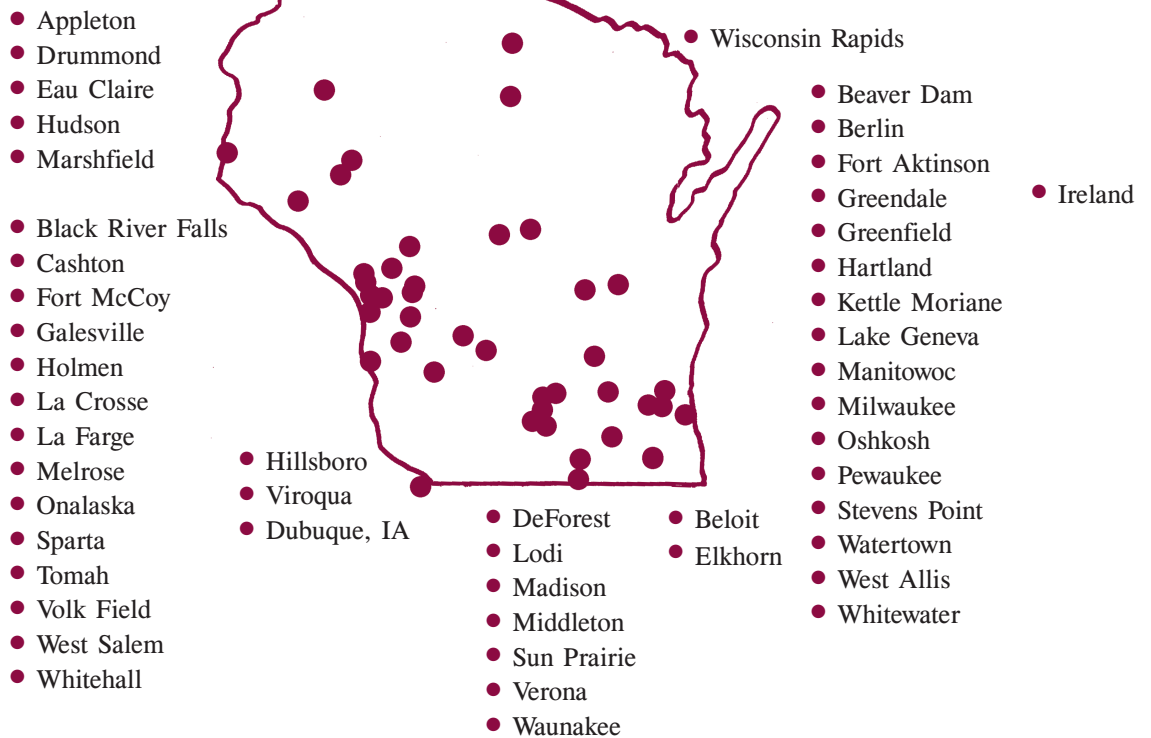 Appleton
Drummond
Eau Claire
Hudson
Marshfield
Black River Falls
Cashton
Fort McCoy
Galesville
Holmen
La Crosse
La Farge
Melrose
Onalaska
Sparta
Tomah
Volk Field
West Salem
Whitehall
Hillsboro
Viroqua
Dubuque, IA
DeForest
Lodi
Madison
Middleton
Sun Prairie
Verona
Waunakee
Beloit
Elkhorn
Wisconsin Rapids
Beaver Dam
Berlin
Fort Aktinson
Greendale
Greenfield
Hartland
Kettle Moriane
Lake Geneva
Manitowoc
Milwaukee
Oshkosh
Pewaukee
Stevens Point
Watertown
West Allis
Whitewater
Ireland